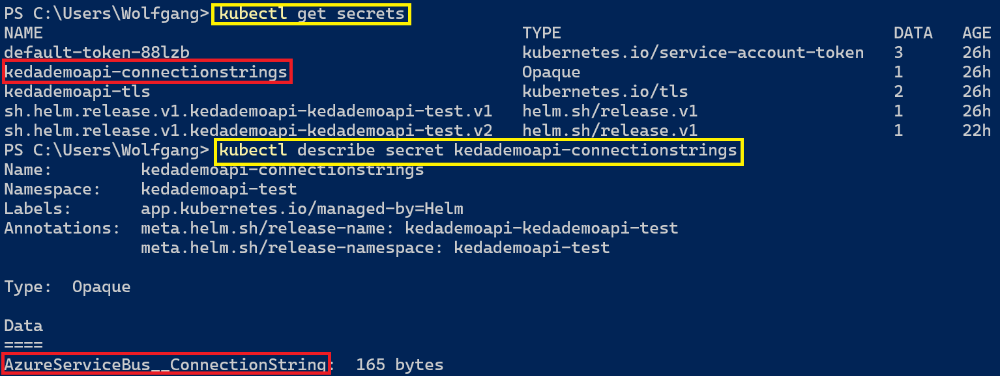 PS C:\Users\Wolfgang> kubectl get secrets
NAME TYPE DATA AGE
default-token-88lzb kubernetes.io/service-account-token 3 26h
kedademoapi-connectionstrings Opaque 1 26h
kedademoapi-tls kubernetes.io/tls 2 26h
sh.helm.release.v1.kedademoapi-kedademoapi-test.v1 helm.sh/release.v1 1 26h
sh.helm.release.v1.kedademoapi-kedademoapi-test.v2 helm.sh/release.v1 1 22h
PS C:\Users\Wolfgang> kubectl describe secret kedademoapi-connectionstrings
Name: kedademoapi-connectionstrings
Namespace: kedademoapi-test
Labels: app.kubernetes.io/managed-by=Helm
Annotations: meta.helm.sh/release-name: kedademoapi-kedademoapi-test
meta.helm.sh/release-namespace: kedademoapi-test
Type: Opaque
Data
====
AzureServiceBus__ConnectionString: 165 bytes